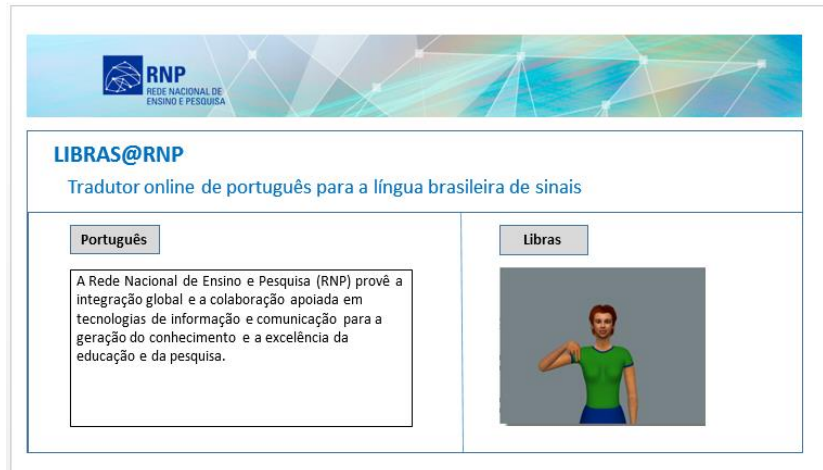 RNP
REDE NACIONAL DE
ENSINO E PESQUISA
LIBRAS@RNP
Tradutor online de português para a língua brasileira de sinais
Português
A Rede Nacional de Ensino e Pesquisa (RNP) provê a
integração global e a colaboração apoiada em
tecnologias de informação e comunicação para a
geração do conhecimento e a excelência da
educação e da pesquisa.
Libras